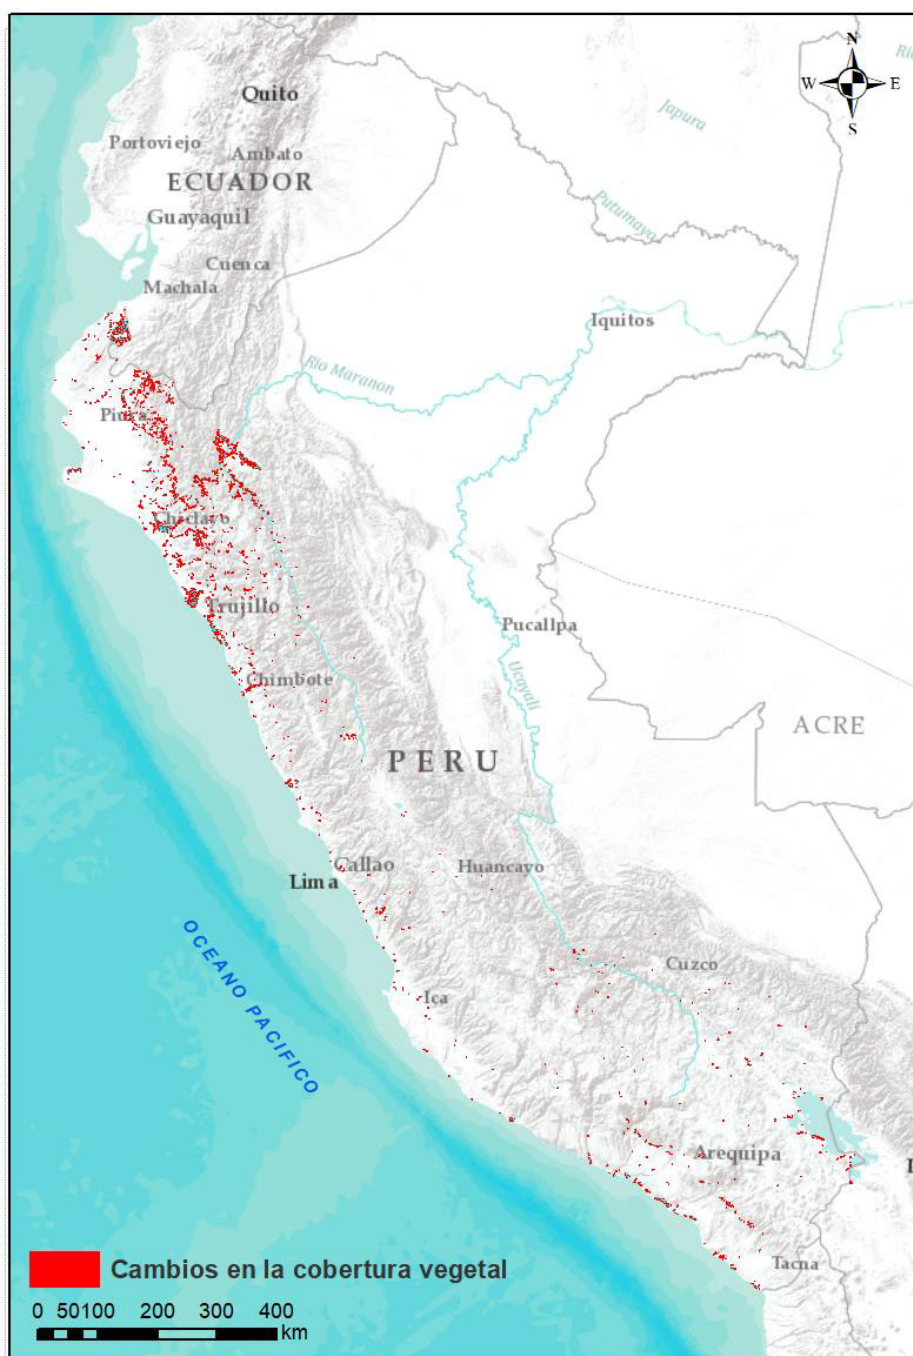 N
W
E
S
Quito
Japura
Portoviejo
Ambato
ECUADOR
Putumayo
Guayaquil
Cuenca
Machala
Iquitos
Rio Maranon
Piura
Chiclayo
Trujillo
Pucallpa
Ucayali
Chimbote
ACRE
PERU
Callao
Huancayo
Lima
OCEANO PACIFICO
Cuzco
Ica
Arequipa
Tacna
Cambios en la cobertura vegetal
0 50 100 200 300 400
km